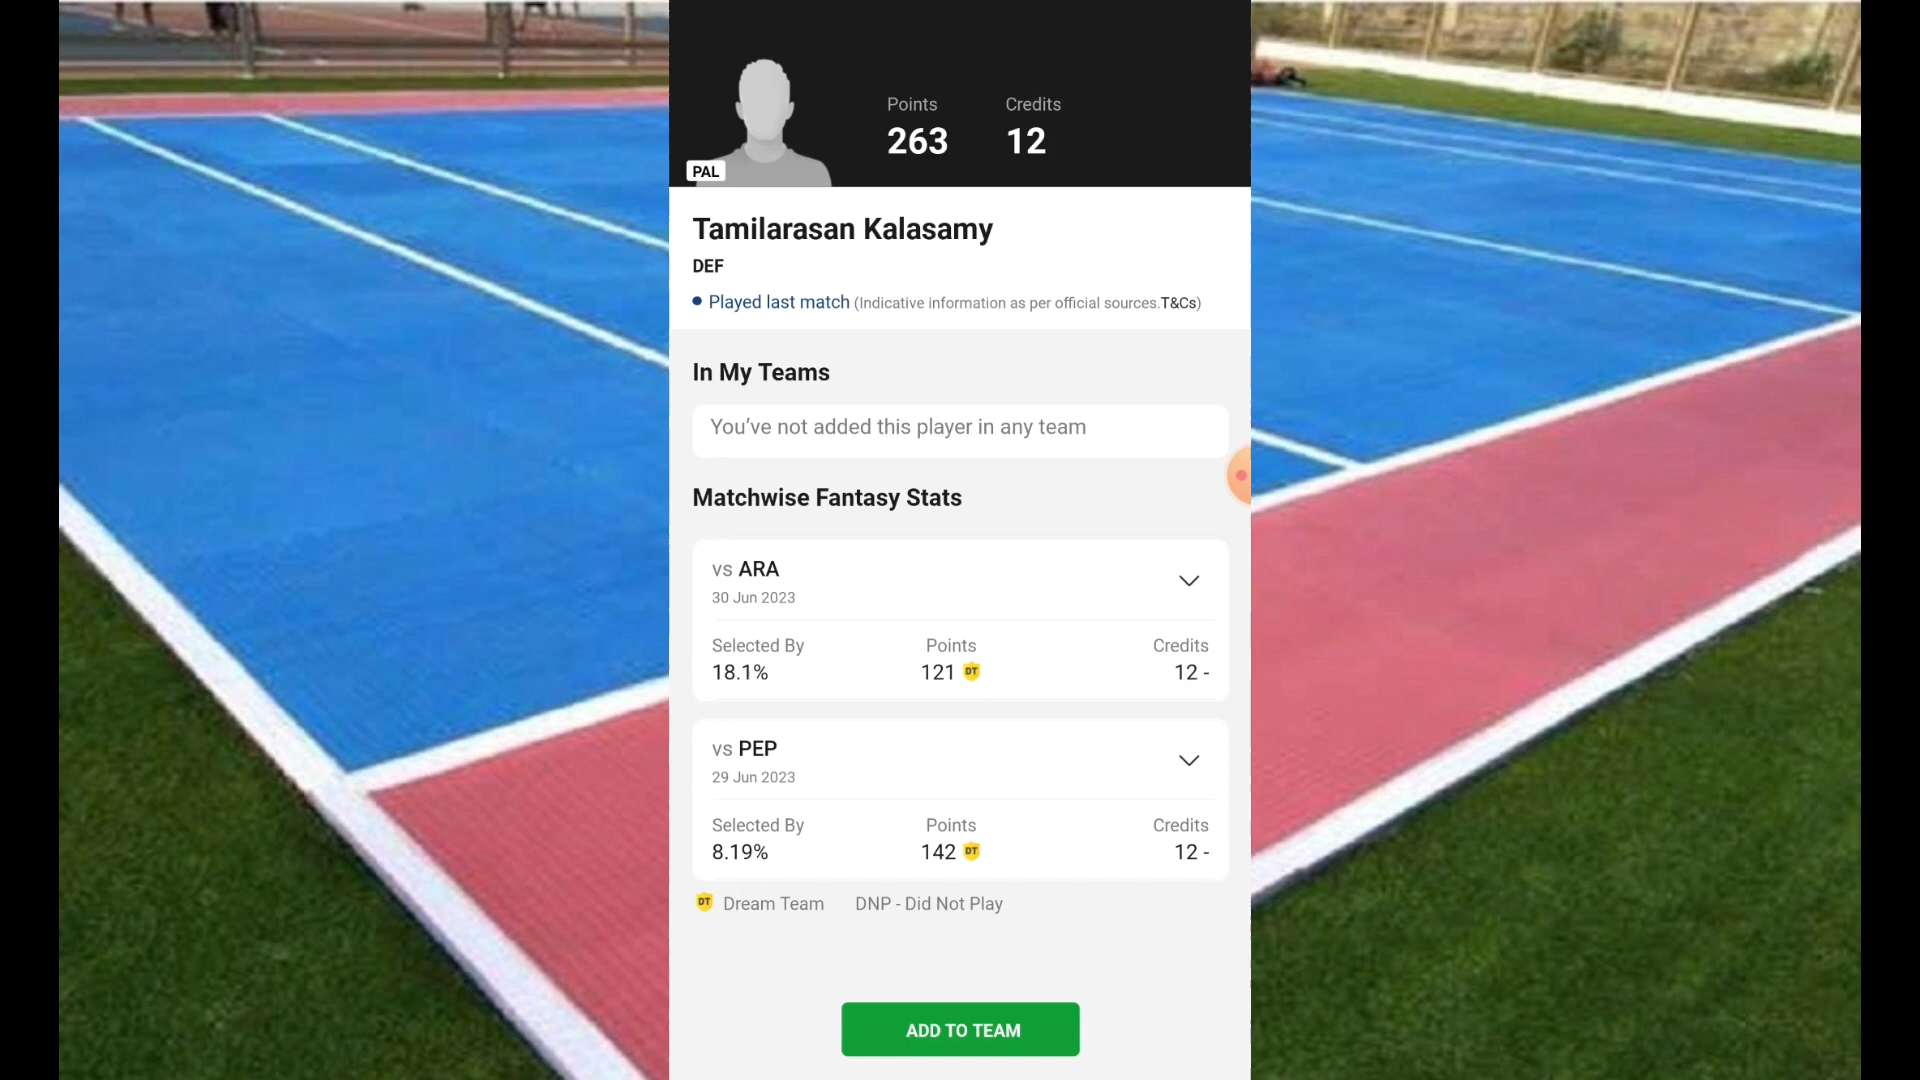 Points
Credits
263
12
PAL
Tamilarasan Kalasamy
DEF
Played last match (Indicative information as per official sources.T&Cs)
In My Teams
You’ve not added this player in any team
Matchwise Fantasy Stats
vs ARA
30 Jun 2023
Selected By
Points
Credits
18.1%
121 DT
12 -
vs PEP
29 Jun 2023
Selected By
Points
Credits
8.19%
142 DT
12 -
DT Dream Team
DNP - Did Not Play
ADD TO TEAM